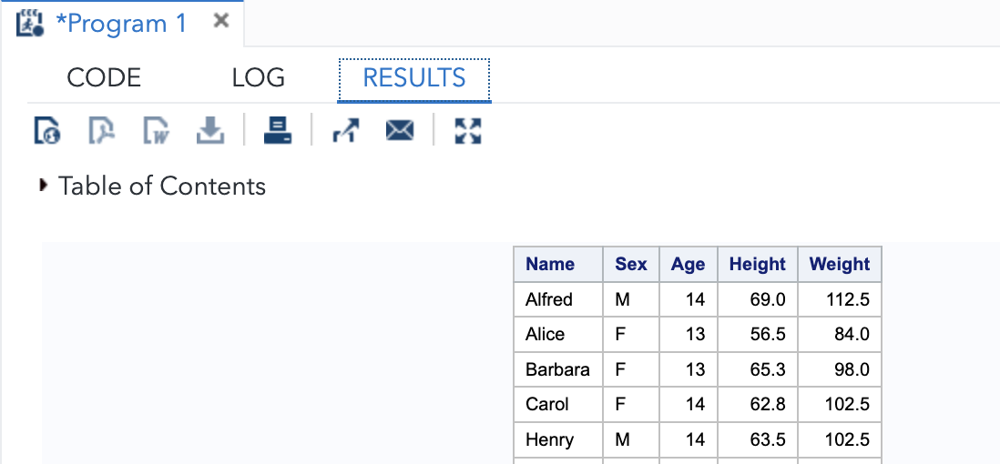 *Program 1
CODE LOG RESULTS
Table of Contents
Name Sex Age Height Weight
Alfred M 14 69.0 112.5
Alice F 13 56.5 84.0
Barbara F 13 65.3 98.0
Carol F 14 62.8 102.5
Henry M 14 63.5 102.5